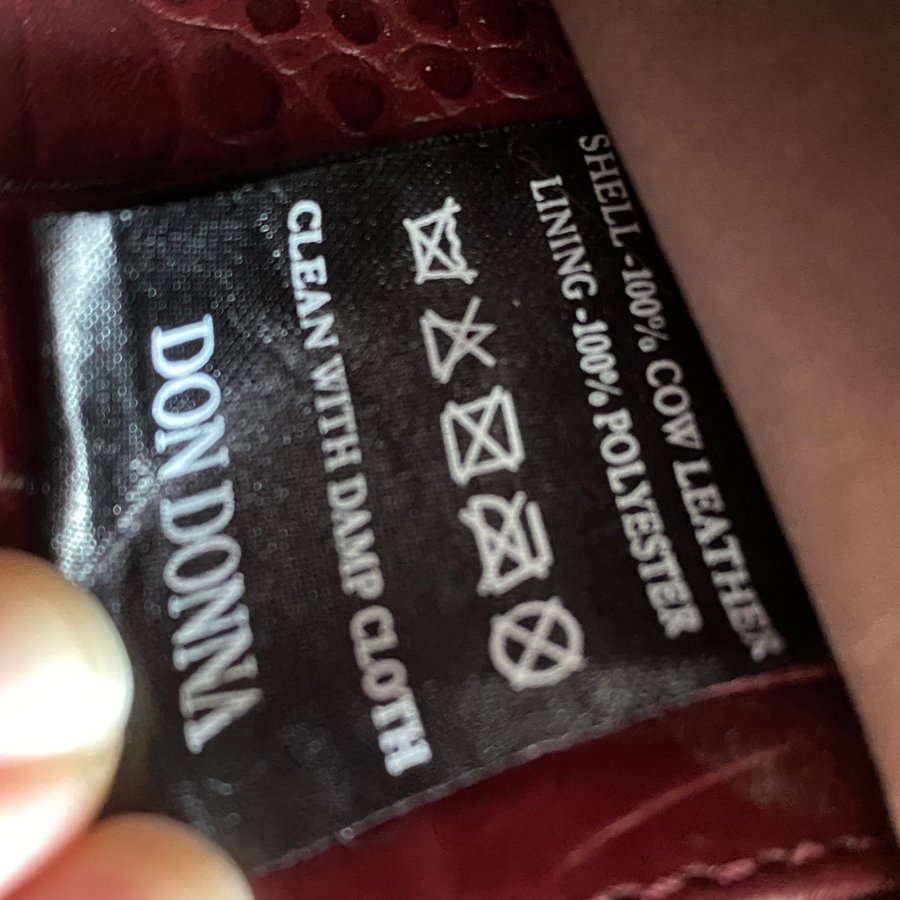 SHELL -100% COW LEATHER
LINING -100% POLYESTER
CLEAN WITH DAMP CLOTH
DON DONNA